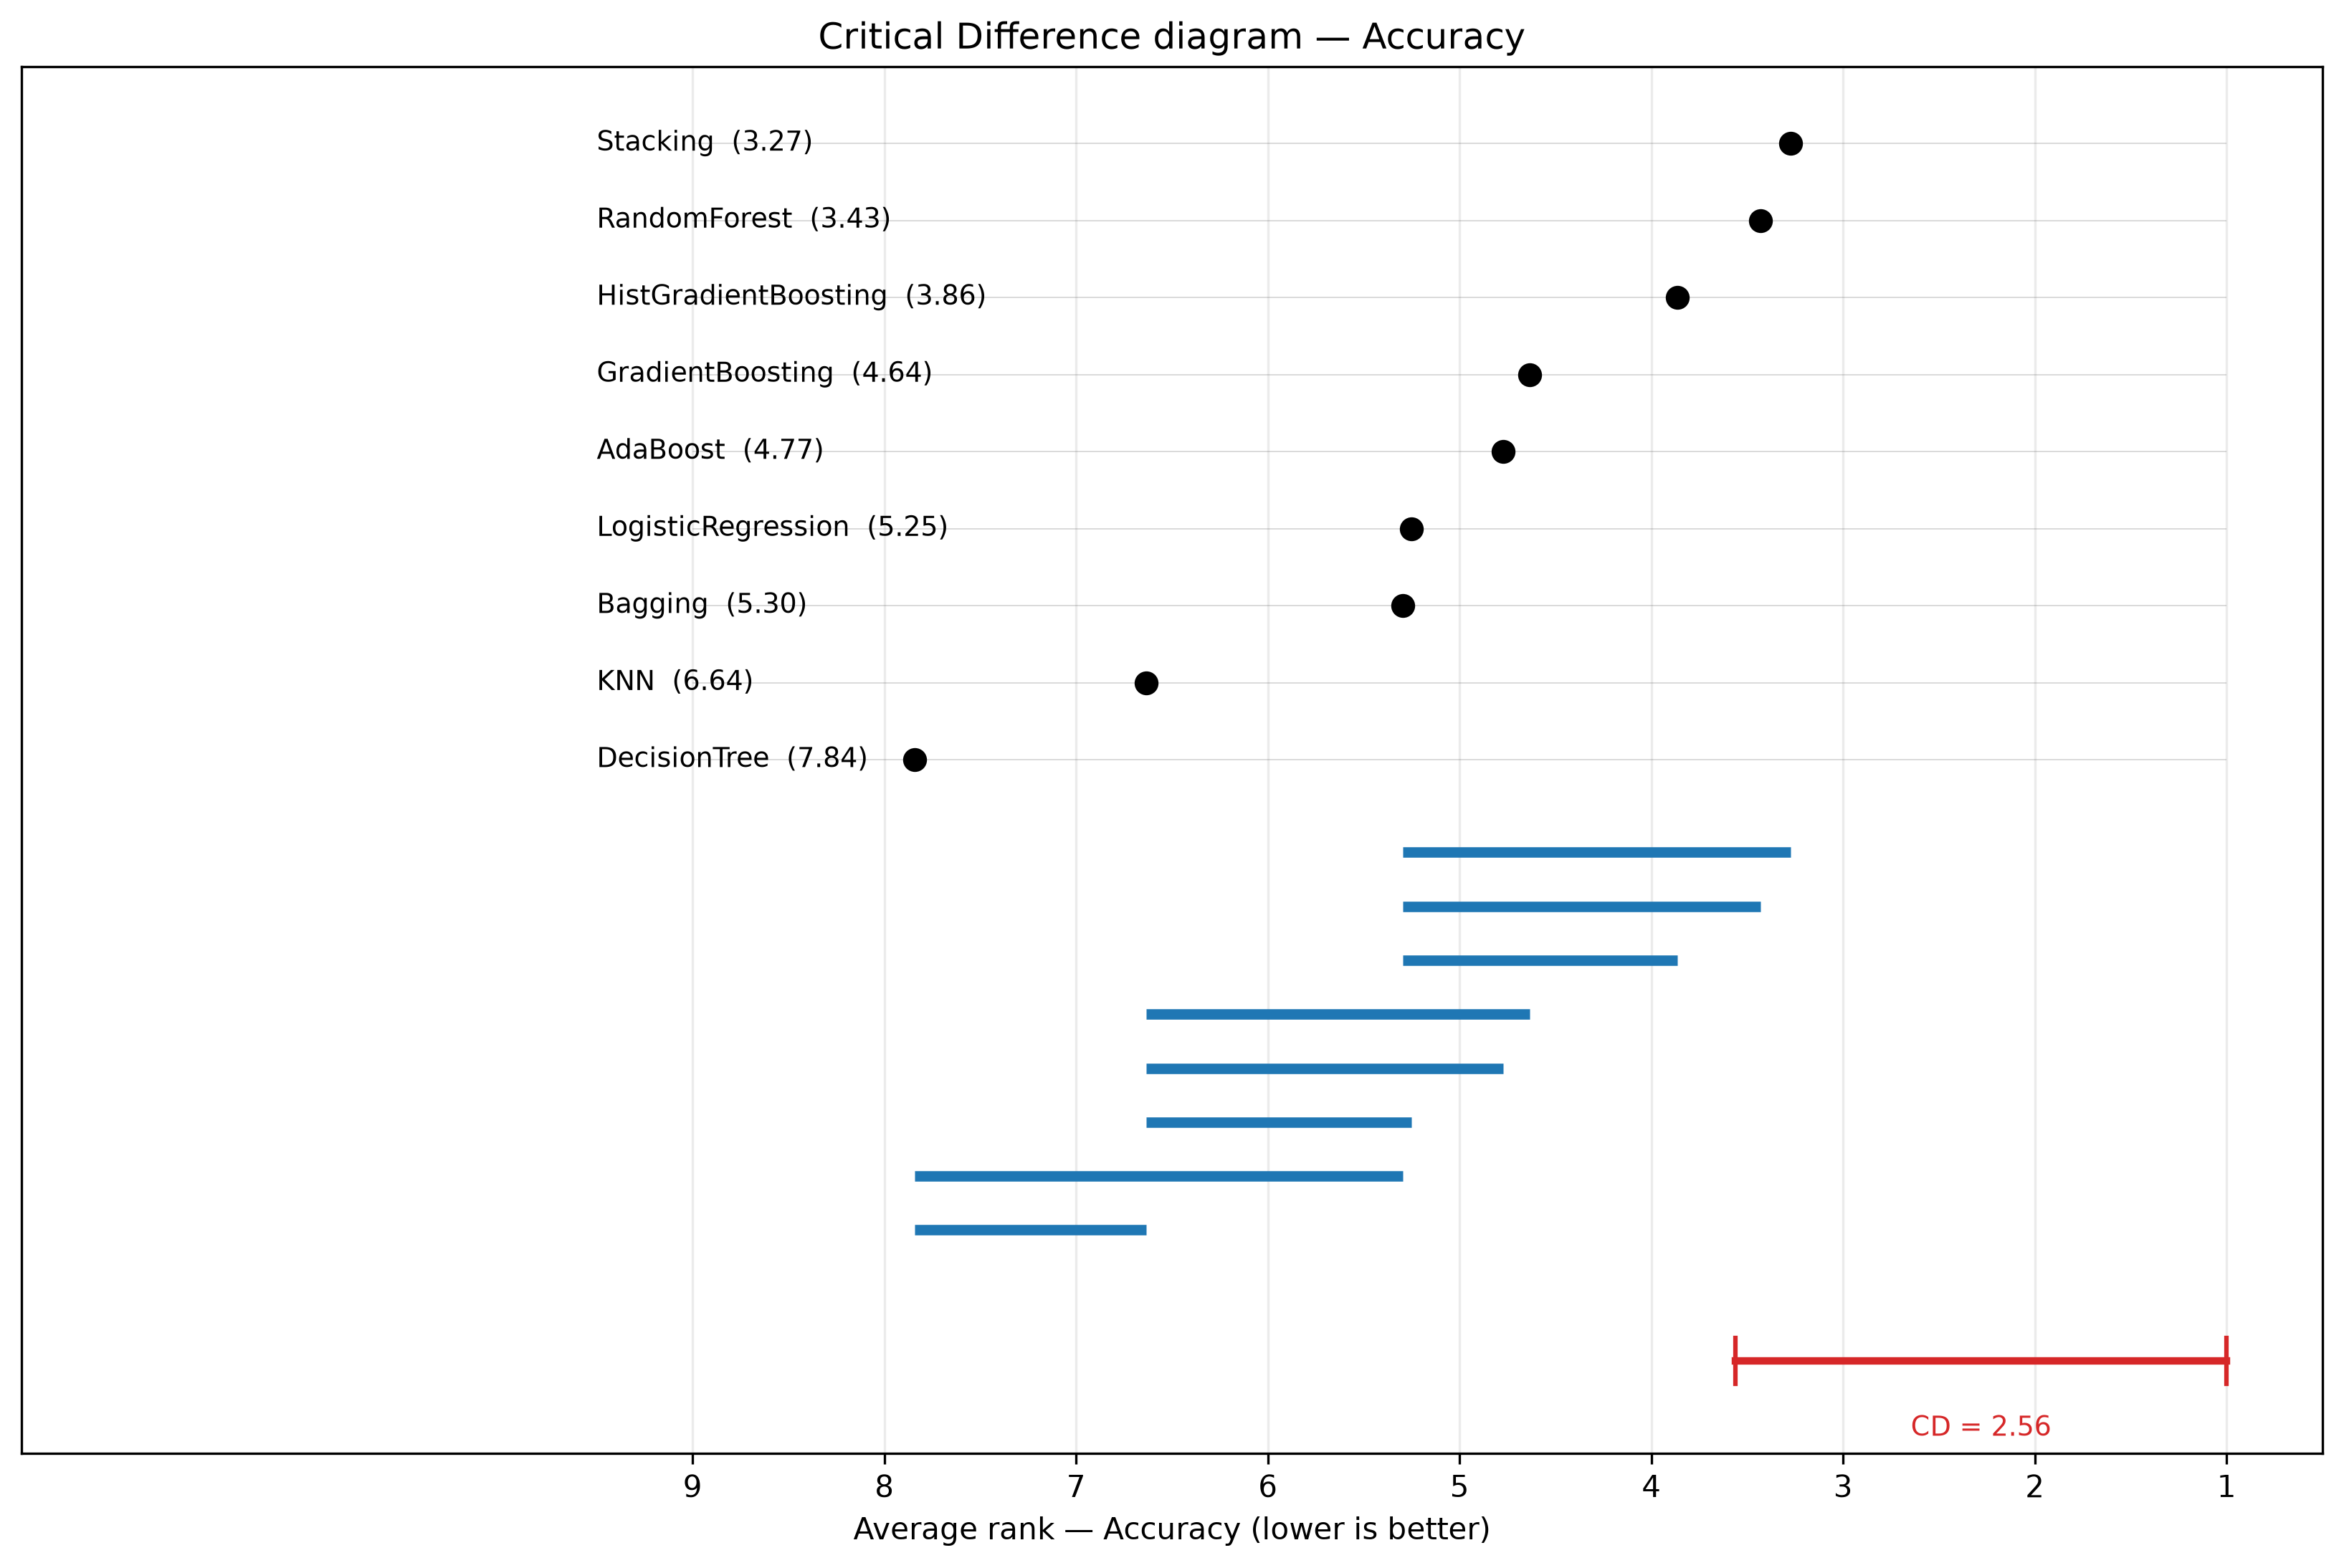 Critical Difference diagram — Accuracy
Stacking (3.27)
RandomForest (3.43)
HistGradientBoosting (3.86)
GradientBoosting (4.64)
AdaBoost (4.77)
LogisticRegression (5.25)
Bagging (5.30)
KNN (6.64)
DecisionTree (7.84)
CD = 2.56
9 8 7 6 5 4 3 2 1
Average rank — Accuracy (lower is better)